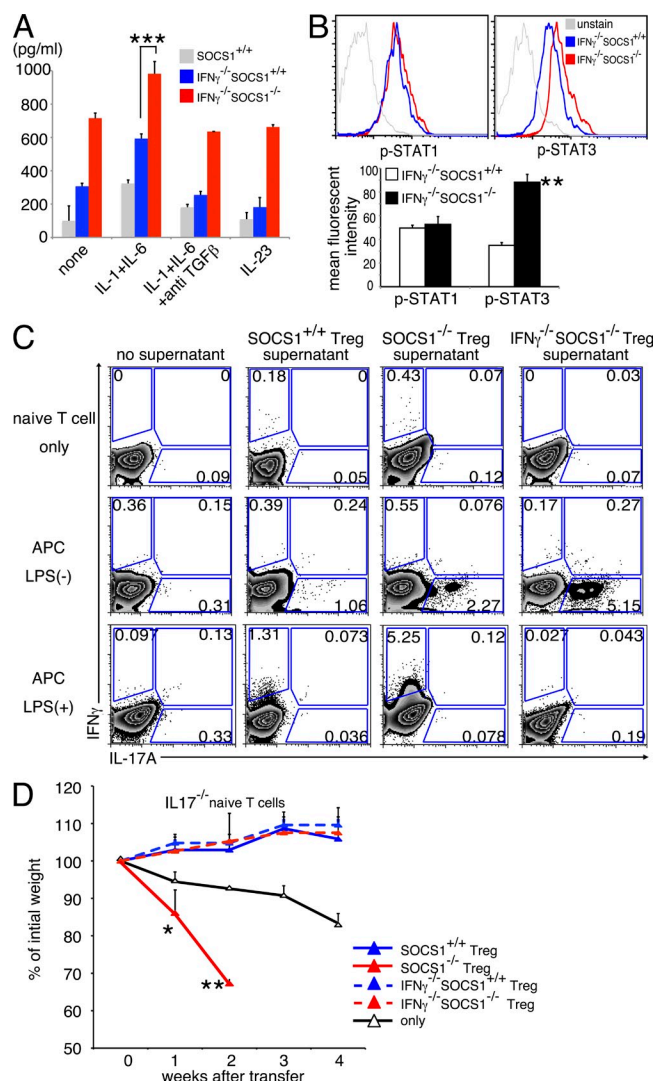 A
(pg/ml)
***
SOCS1+/+
IFNγ-/-SOCS1+/+
IFNγ-/-SOCS1-/-
1000
800
600
400
200
0
none
IL-1+IL-6
IL-1+IL-6
+anti TGFβ
IL-23
B
unstain
IFNγ-/-SOCS1+/+
IFNγ-/-SOCS1-/-
p-STAT1
p-STAT3
mean fluorescent
intensity
100
80
60
40
20
0
IFNγ-/-SOCS1+/+
IFNγ-/-SOCS1-/-
**
p-STAT1
p-STAT3
C
no supernatant
SOCS1+/+ Treg
supernatant
SOCS1-/- Treg
supernatant
IFNγ-/-SOCS1-/- Treg
supernatant
naive T cell
only
0 0 0.09
0.18 0 0.05
0.43 0.07 0.12
0 0.03 0.07
APC
LPS(-)
0.36 0.15 0.31
0.39 0.24 1.06
0.55 0.076 2.27
0.17 0.27 5.15
APC
LPS(+)
0.097 0.13 0.33
1.31 0.073 0.036
5.25 0.12 0.078
0.027 0.043 0.19
IFNγ
IL-17A
D
IL17-/- naive T cells
% of intial weight
120
110
100
90
80
70
60
50
*
**
SOCS1+/+ Treg
SOCS1-/- Treg
IFNγ-/-SOCS1+/+ Treg
IFNγ-/-SOCS1-/- Treg
only
0 1 2 3 4
weeks after transfer